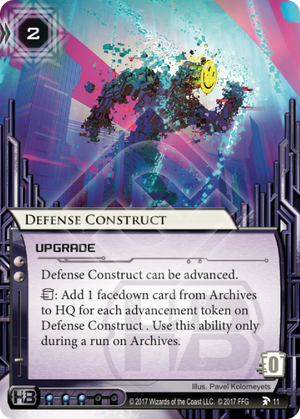 2
DEFENSE CONSTRUCT
UPGRADE
Defense Construct can be advanced.
: Add 1 facedown card from Archives
to HQ for each advancement token on
Defense Construct . Use this ability only
during a run on Archives.
0
Illus. Pavel Kolomeyets
HB
© 2017 Wizards of the Coast LLC. © 2017 FFG
11